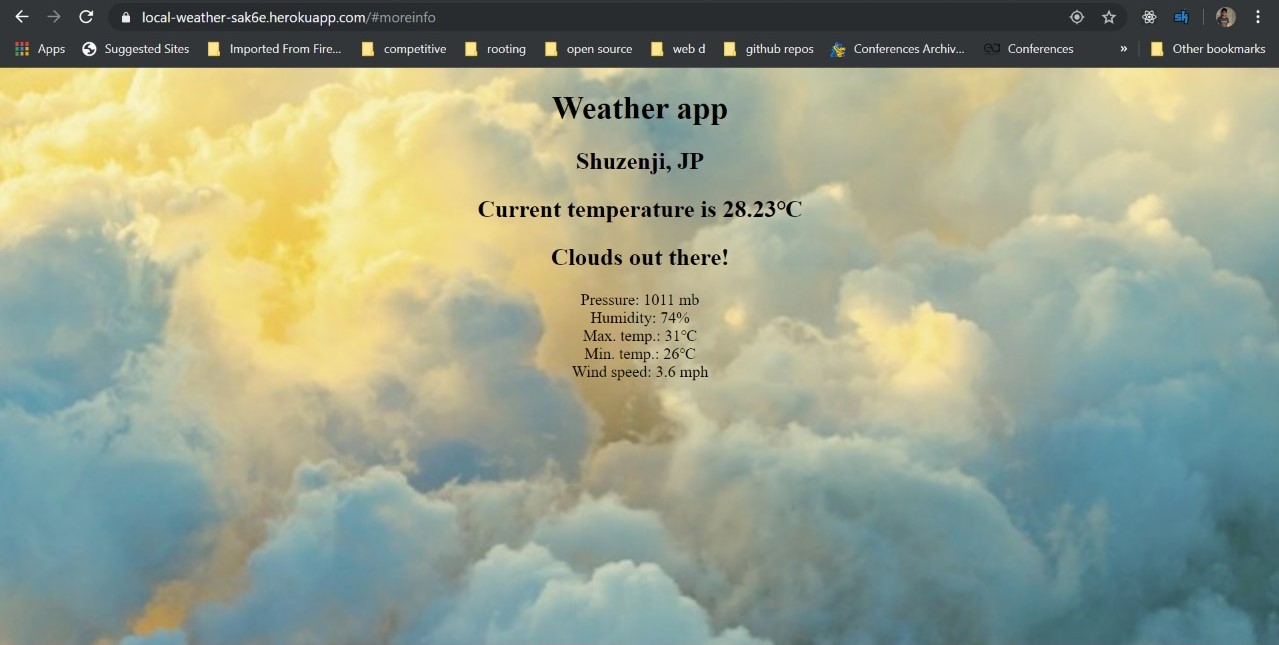 local-weather-sak6e.herokuapp.com/#moreinfo
Apps Suggested Sites Imported From Fire... competitive rooting open source web d github repos Conferences Archiv... Conferences » Other bookmarks
Weather app
Shuzenji, JP
Current temperature is 28.23°C
Clouds out there!
Pressure: 1011 mb
Humidity: 74%
Max. temp.: 31°C
Min. temp.: 26°C
Wind speed: 3.6 mph